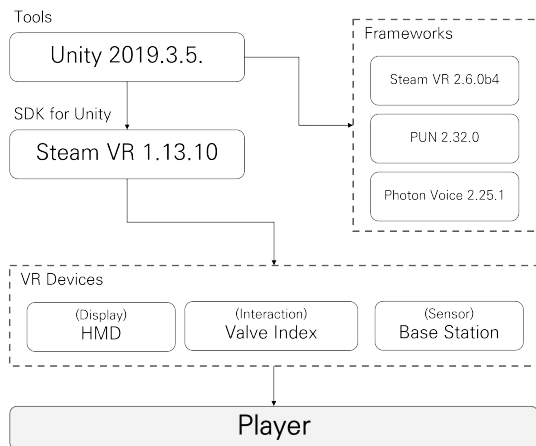 Tools
Unity 2019.3.5.
SDK for Unity
Steam VR 1.13.10
Frameworks
Steam VR 2.6.0b4
PUN 2.32.0
Photon Voice 2.25.1
VR Devices
(Display)
HMD
(Interaction)
Valve Index
(Sensor)
Base Station
Player